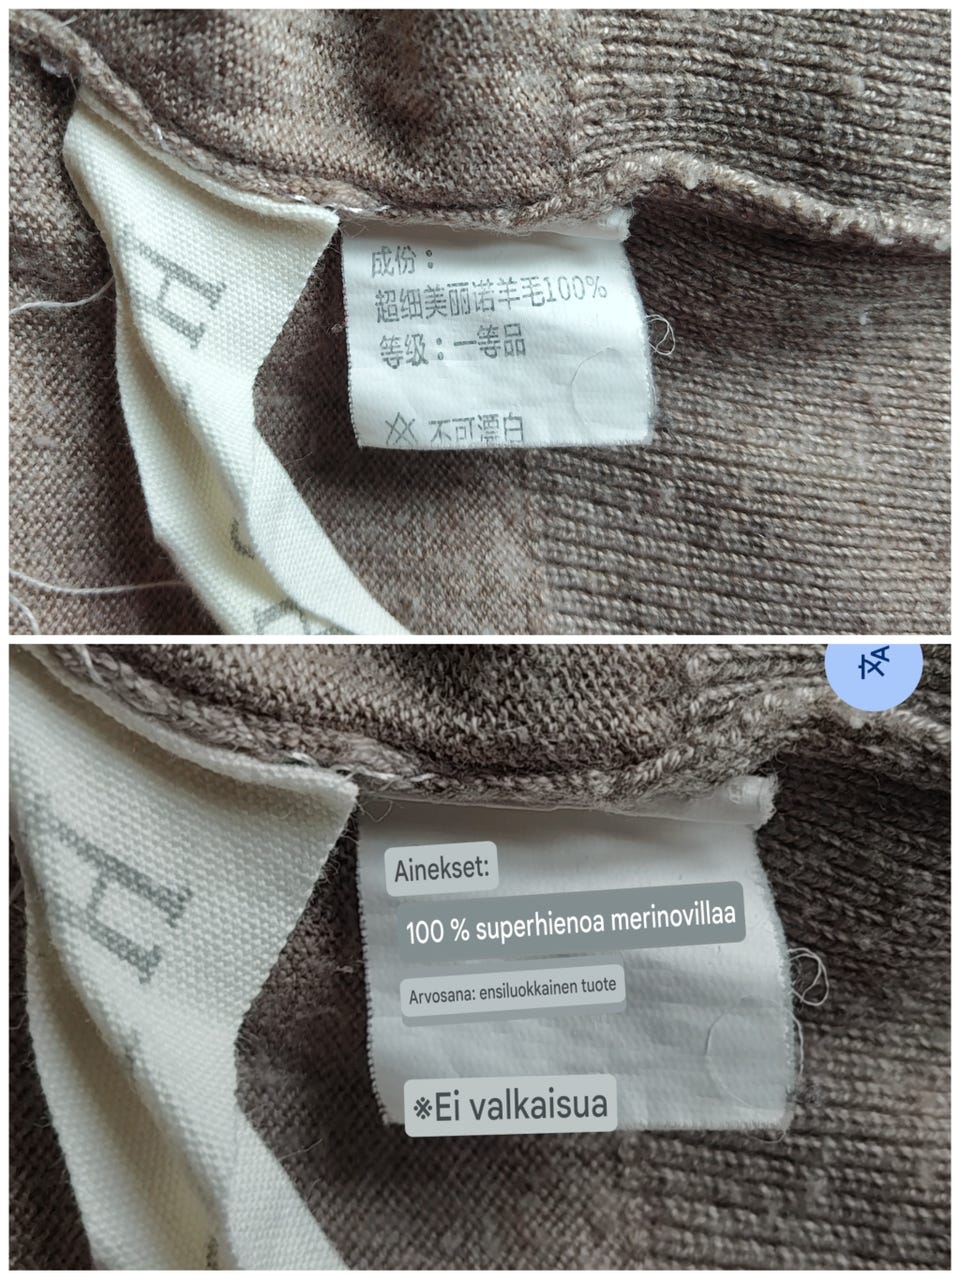 成份：
超细美丽诺羊毛100%
等级：一等品
不可漂白
H
Ainekset:
100 % superhienoa merinovillaa
Arvosana: ensiluokkainen tuote
※Ei valkaisua
H